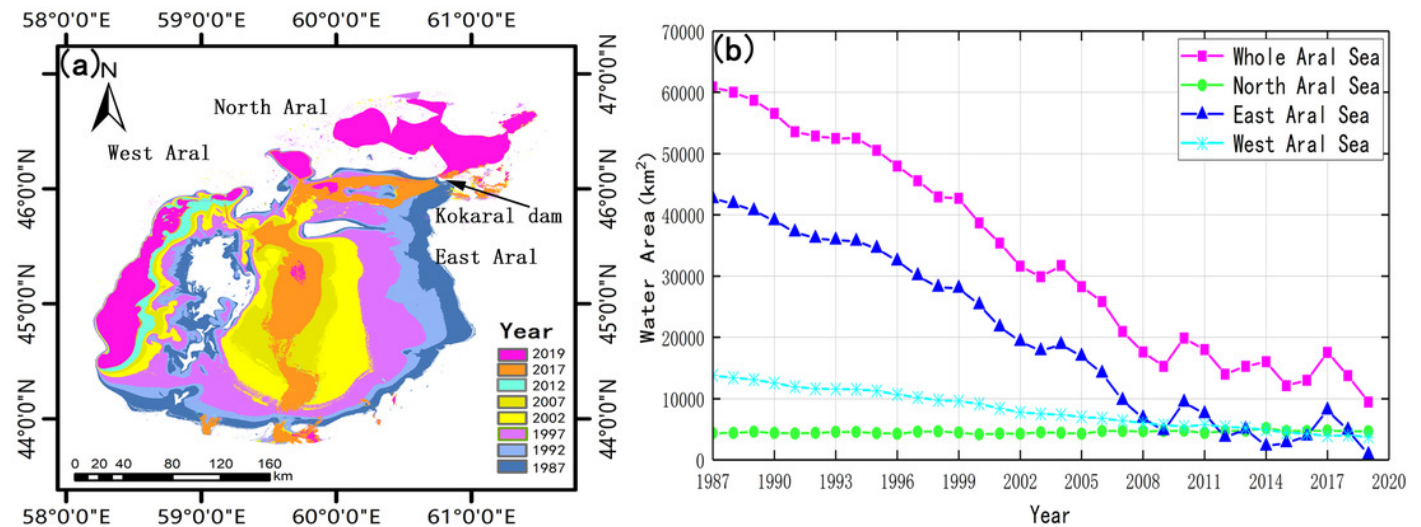 58°0'0"E 59°0'0"E 60°0'0"E 61°0'0"E
(a)
N
North Aral
West Aral
Kokaral dam
East Aral
47°0'0"N
46°0'0"N
45°0'0"N
44°0'0"N
46°0'0"N
45°0'0"N
44°0'0"N
Year
2019
2017
2012
2007
2002
1997
1992
1987
0 20 40 80 120 160
km
58°0'0"E 59°0'0"E 60°0'0"E 61°0'0"E
(b)
Whole Aral Sea
North Aral Sea
East Aral Sea
West Aral Sea
Water Area(km²)
70000
60000
50000
40000
30000
20000
10000
0
1987 1990 1993 1996 1999 2002 2005 2008 2011 2014 2017 2020
Year